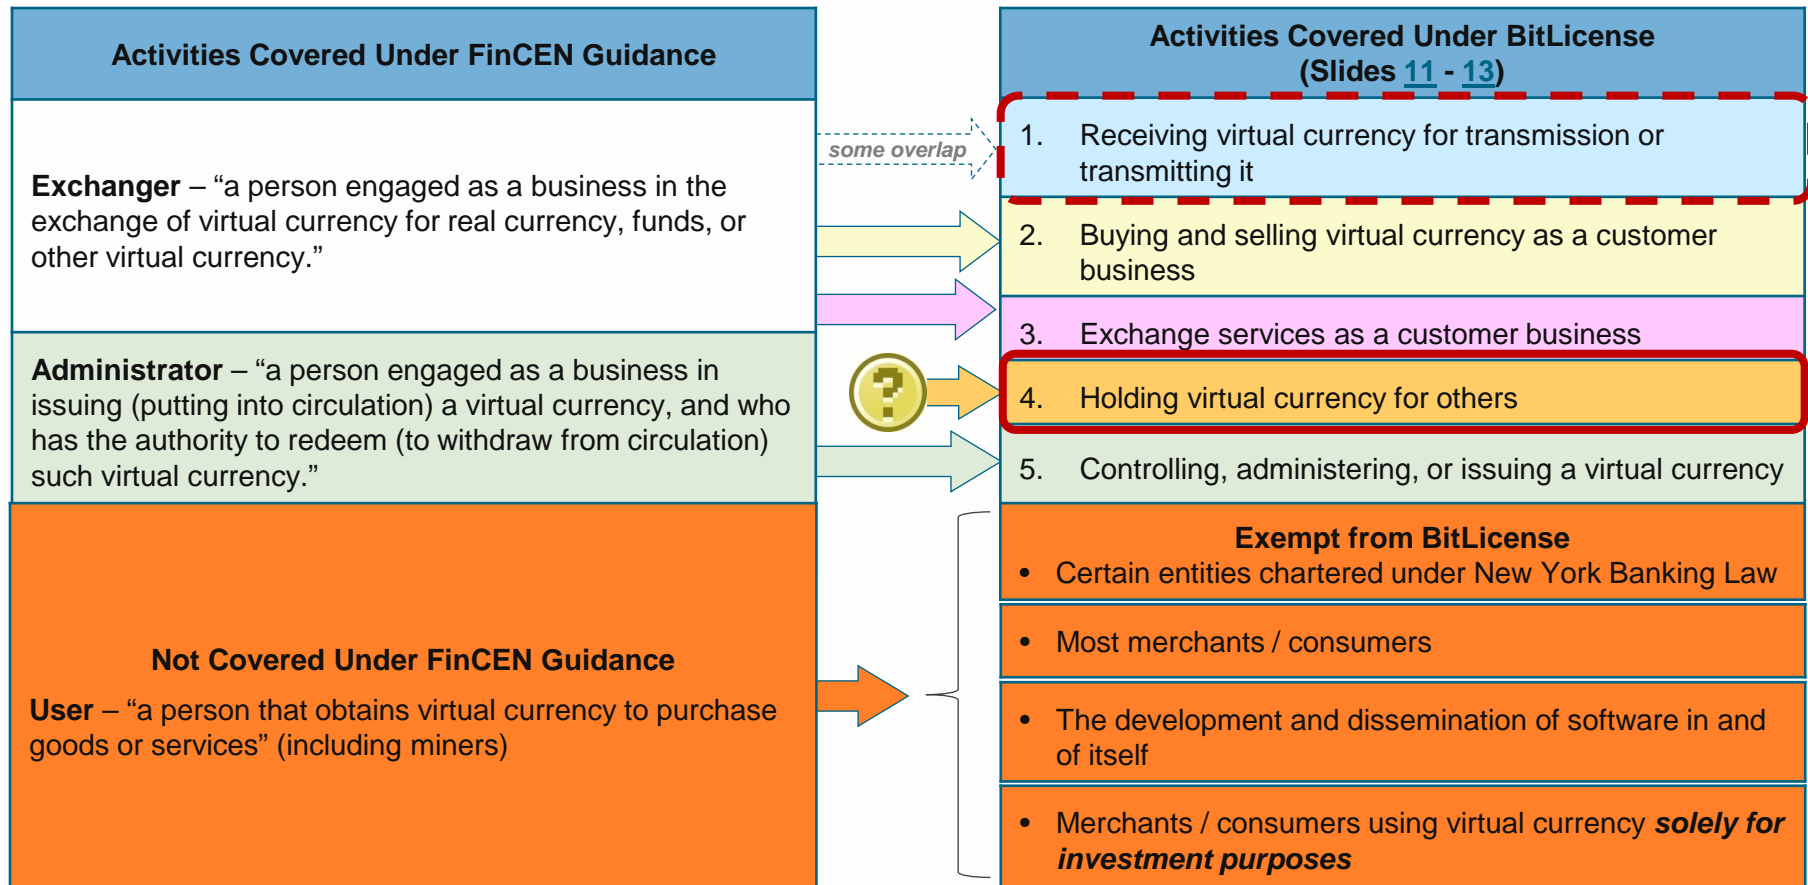 Activities Covered Under FinCEN Guidance
Exchanger – “a person engaged as a business in the
exchange of virtual currency for real currency, funds, or
other virtual currency.”
Administrator – “a person engaged as a business in
issuing (putting into circulation) a virtual currency, and who
has the authority to redeem (to withdraw from circulation)
such virtual currency.”
Not Covered Under FinCEN Guidance
User – “a person that obtains virtual currency to purchase
goods or services” (including miners)
some overlap
?
Activities Covered Under BitLicense
(Slides 11 - 13)
1. Receiving virtual currency for transmission or
transmitting it
2. Buying and selling virtual currency as a customer
business
3. Exchange services as a customer business
4. Holding virtual currency for others
5. Controlling, administering, or issuing a virtual currency
Exempt from BitLicense
• Certain entities chartered under New York Banking Law
• Most merchants / consumers
• The development and dissemination of software in and
of itself
• Merchants / consumers using virtual currency solely for
investment purposes